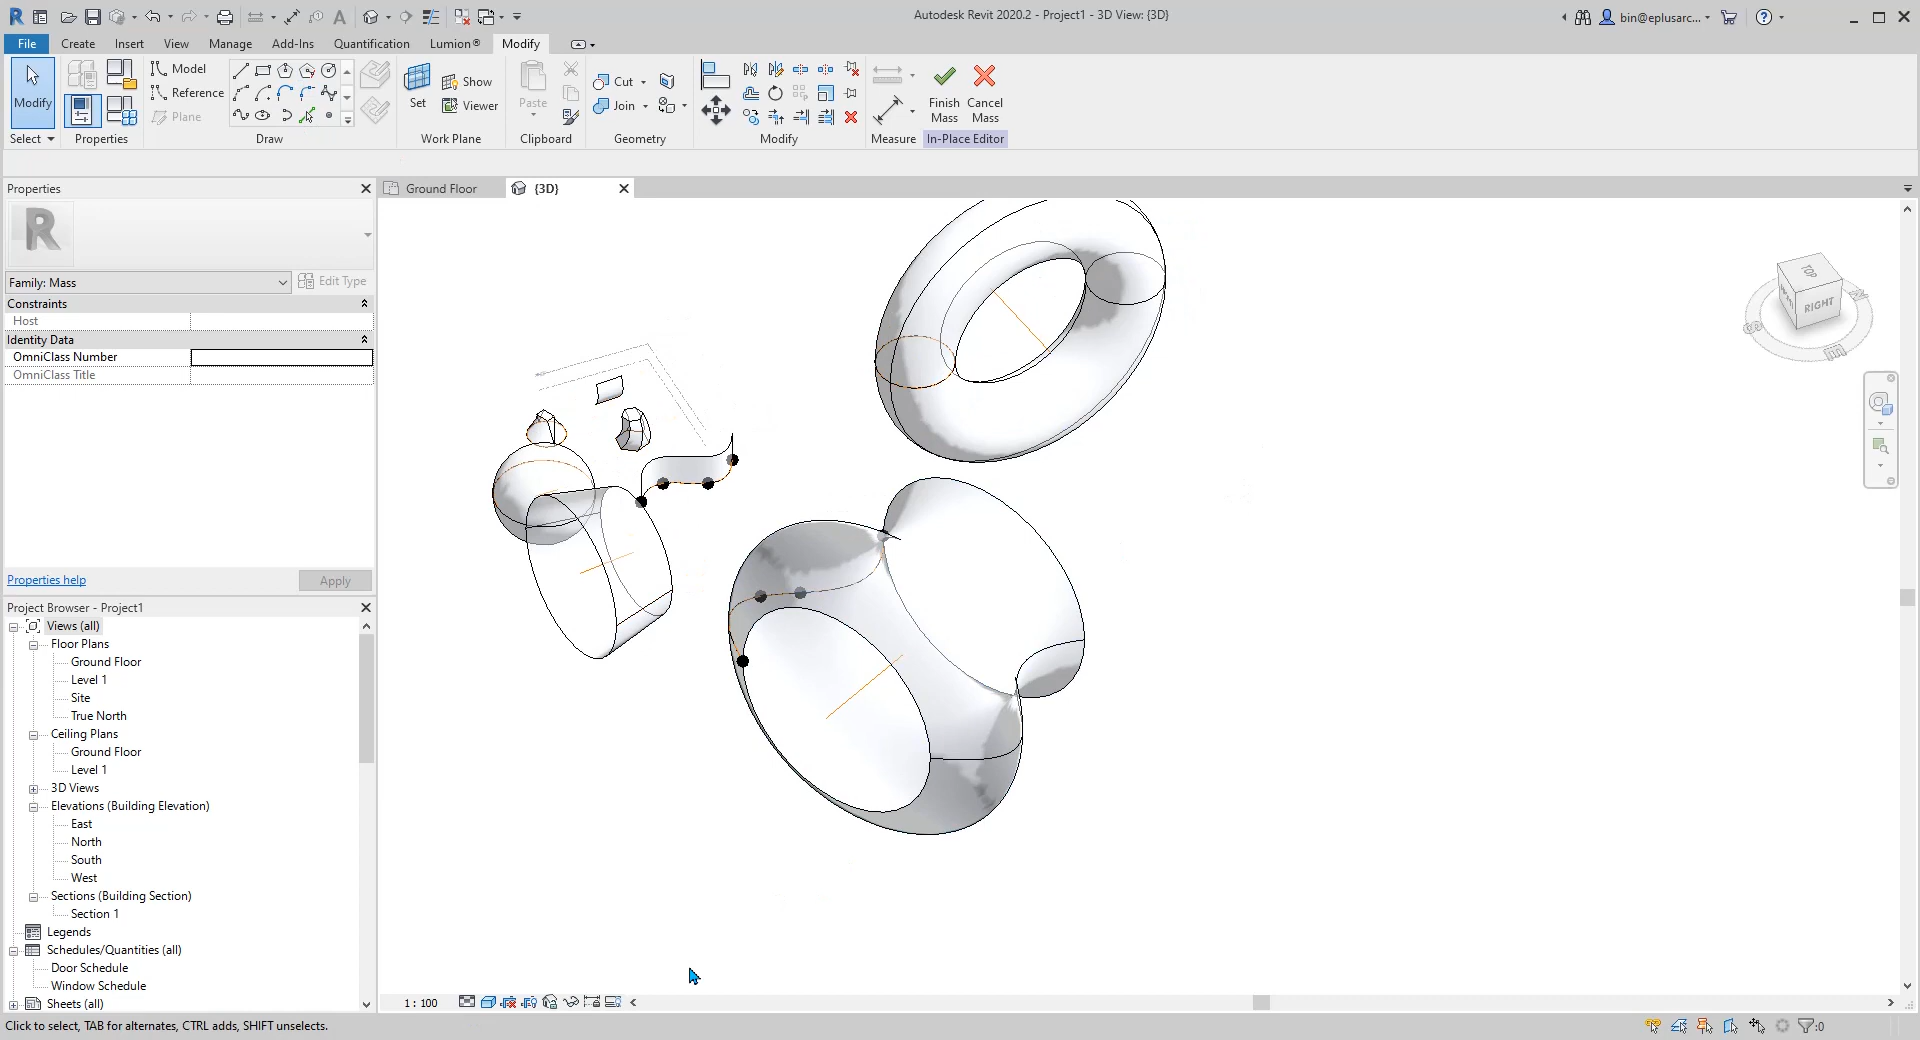 Autodesk Revit 2020.2 - Project1 - 3D View: {3D}
bin@eplusarc...
File Create Insert View Manage Add-Ins Quantification Lumion® Modify
Modify
Select
Properties
Model
Reference
Plane
Draw
Set
Show
Viewer
Work Plane
Paste
Clipboard
Cut
Join
Geometry
Modify
Measure
Finish Mass
Cancel Mass
In-Place Editor
Properties
Ground Floor
{3D}
Family: Mass
Edit Type
Constraints
Host
Identity Data
OmniClass Number
OmniClass Title
Properties help
Apply
TOP
RIGHT
Project Browser - Project1
Views (all)
Floor Plans
Ground Floor
Level 1
Site
True North
Ceiling Plans
Ground Floor
Level 1
3D Views
Elevations (Building Elevation)
East
North
South
West
Sections (Building Section)
Section 1
Legends
Schedules/Quantities (all)
Door Schedule
Window Schedule
Sheets (all)
1 : 100
Click to select, TAB for alternates, CTRL adds, SHIFT unselects.
:0